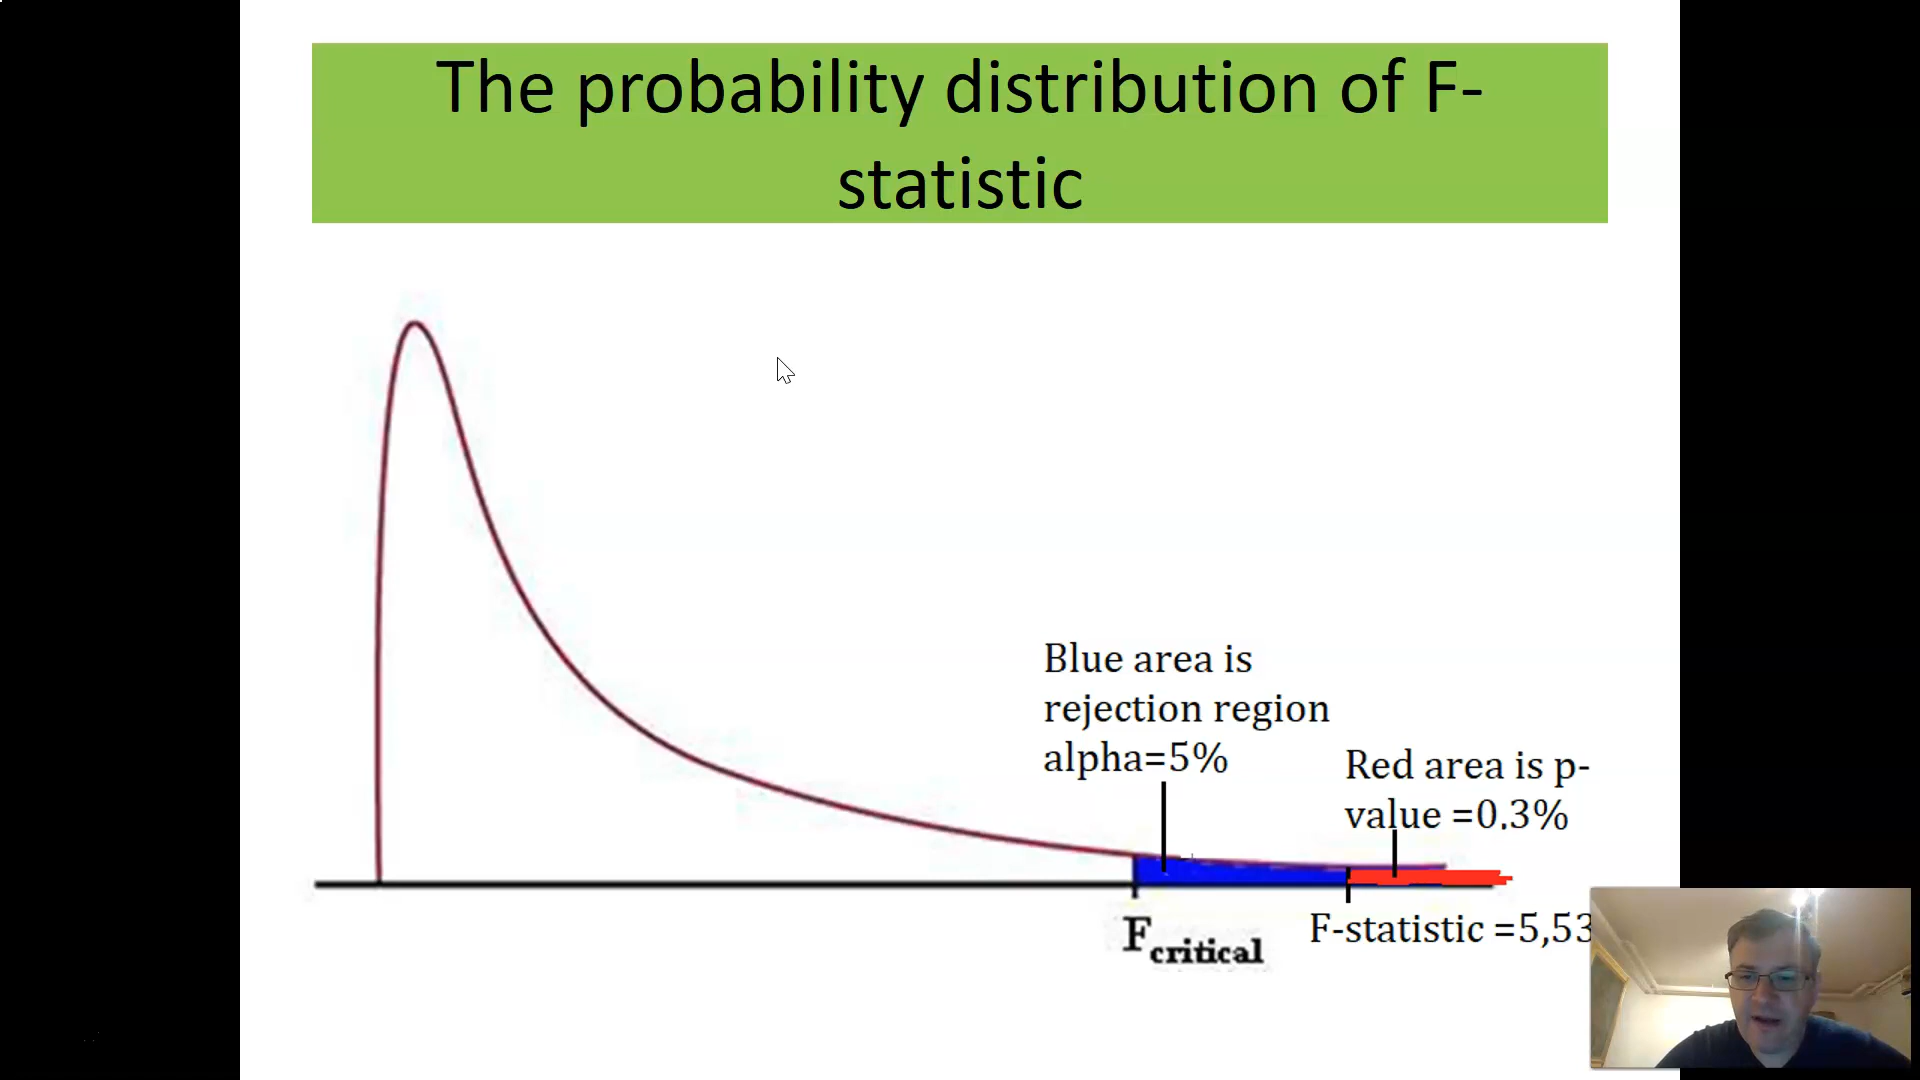 The probability distribution of F-
statistic
Blue area is
rejection region
alpha=5%
Red area is p-
value =0.3%
F critical
F-statistic =5,53